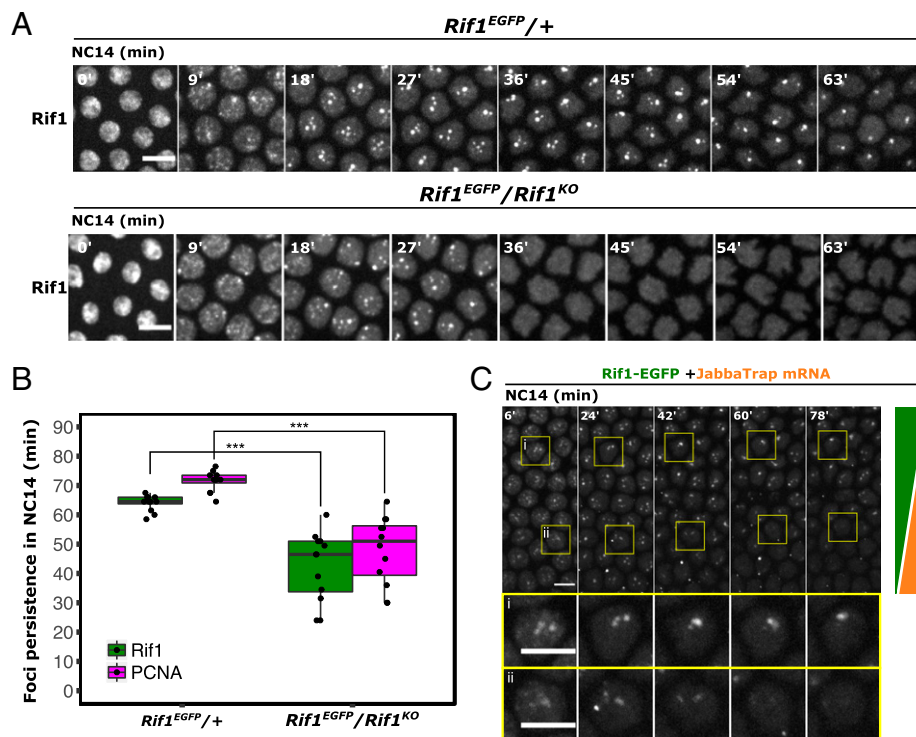 A
Rif1EGFP/+
NC14 (min)
0' 9' 18' 27' 36' 45' 54' 63'
Rif1
Rif1EGFP/Rif1KO
NC14 (min)
0' 9' 18' 27' 36' 45' 54' 63'
Rif1
B
Foci persistence in NC14 (min)
90
80
70
60
50
40
30
20
10
0
***
***
Rif1
PCNA
Rif1EGFP/+
Rif1EGFP/Rif1KO
C
Rif1-EGFP +JabbaTrap mRNA
NC14 (min)
6' 24' 42' 60' 78'
i
ii
i
ii